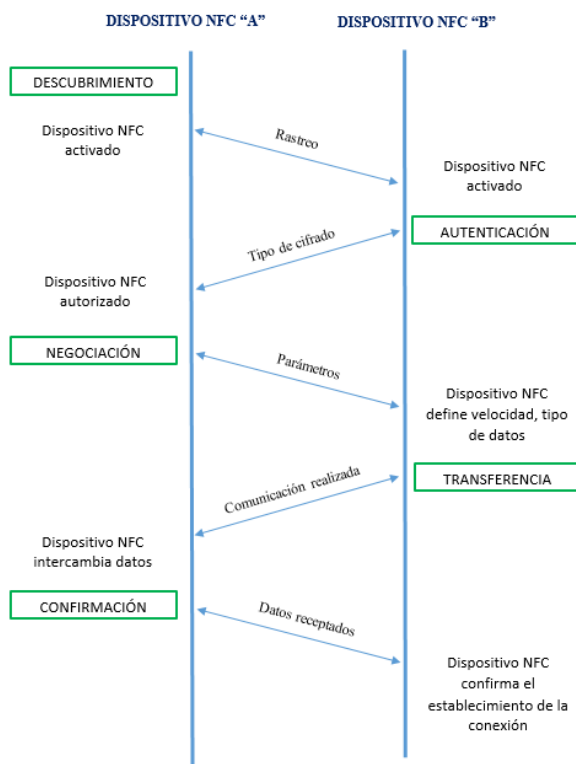 DISPOSITIVO NFC “A”
DISPOSITIVO NFC “B”
DESCUBRIMIENTO
Dispositivo NFC
activado
Rastreo
Dispositivo NFC
activado
AUTENTICACIÓN
Tipo de cifrado
Dispositivo NFC
autorizado
NEGOCIACIÓN
Parámetros
Dispositivo NFC
define velocidad, tipo
de datos
TRANSFERENCIA
Comunicación realizada
Dispositivo NFC
intercambia datos
CONFIRMACIÓN
Datos receptados
Dispositivo NFC
confirma el
establecimiento de la
conexión